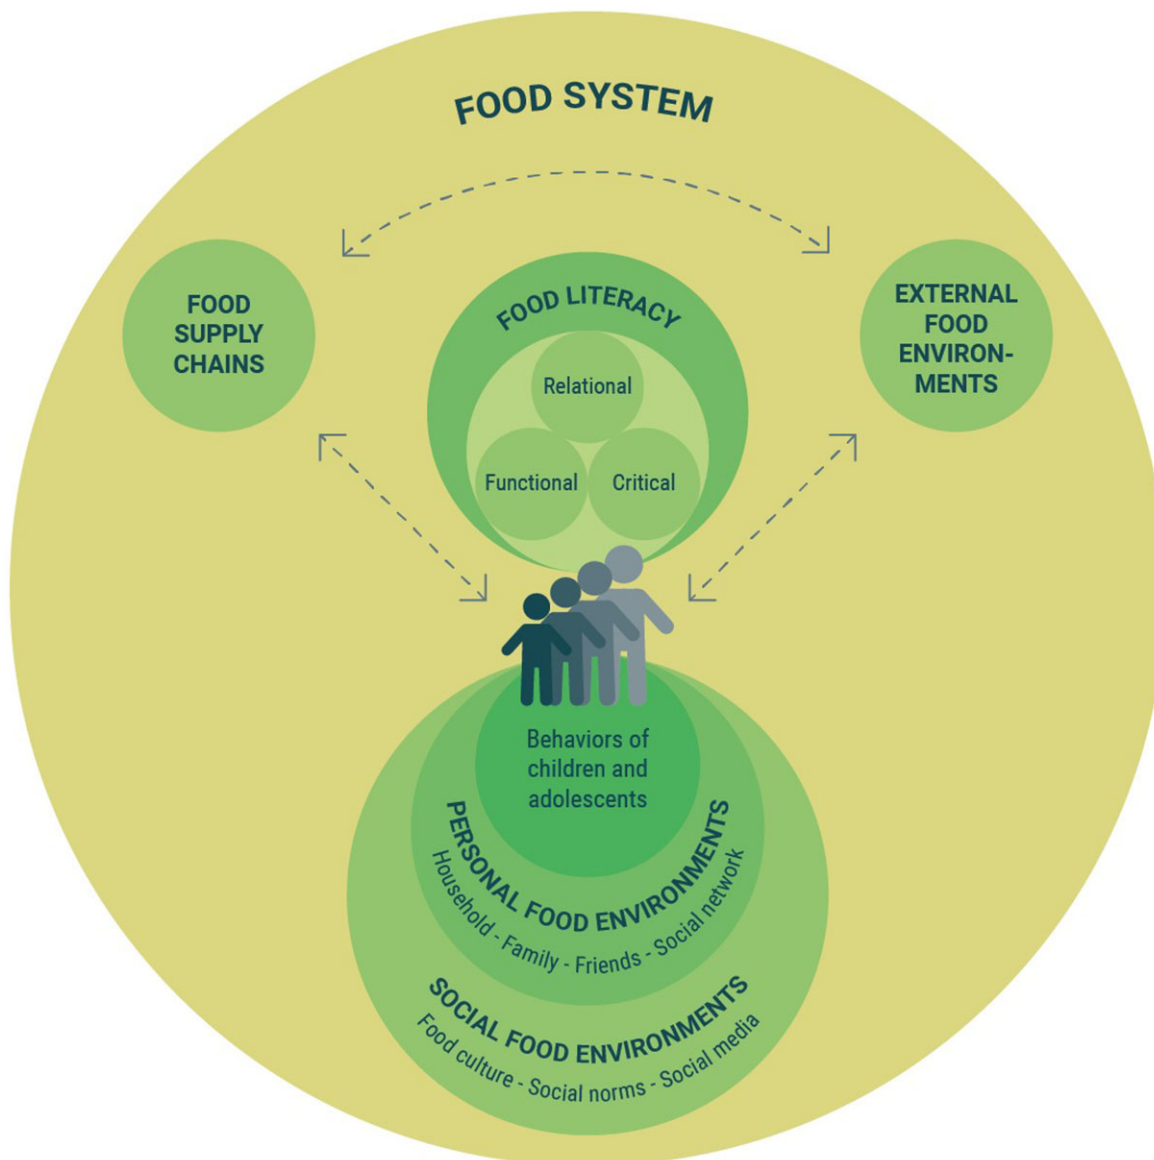 FOOD SYSTEM
FOOD
SUPPLY
CHAINS
FOOD LITERACY
Relational
Functional
Critical
EXTERNAL
FOOD
ENVIRON-
MENTS
Behaviors of
children and
adolescents
PERSONAL FOOD ENVIRONMENTS
Household - Family - Friends - Social network
SOCIAL FOOD ENVIRONMENTS
Food culture - Social norms - Social media